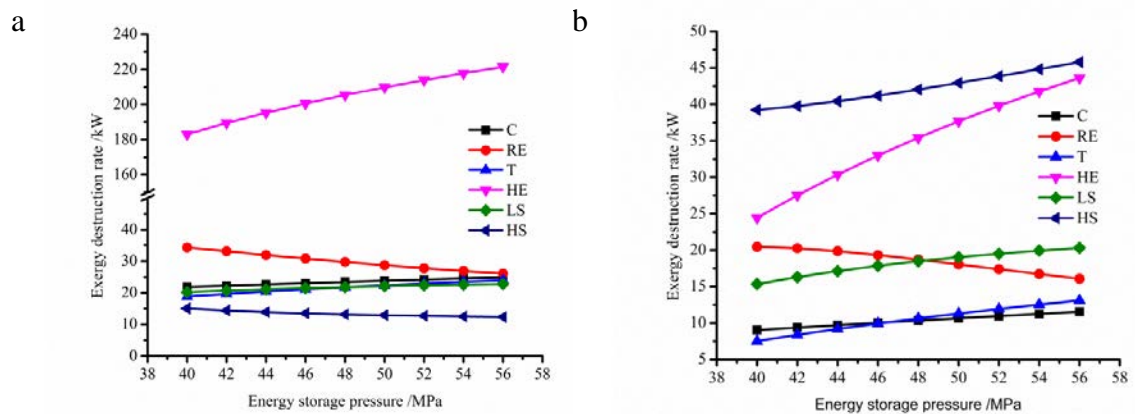 a
Exergy destruction rate /kW
240
220
200
180
160
40
30
20
10
0
C
RE
T
HE
LS
HS
38 40 42 44 46 48 50 52 54 56 58
Energy storage pressure /MPa
b
Exergy destruction rate /kW
50
45
40
35
30
25
20
15
10
5
C
RE
T
HE
LS
HS
38 40 42 44 46 48 50 52 54 56 58
Energy storage pressure /MPa